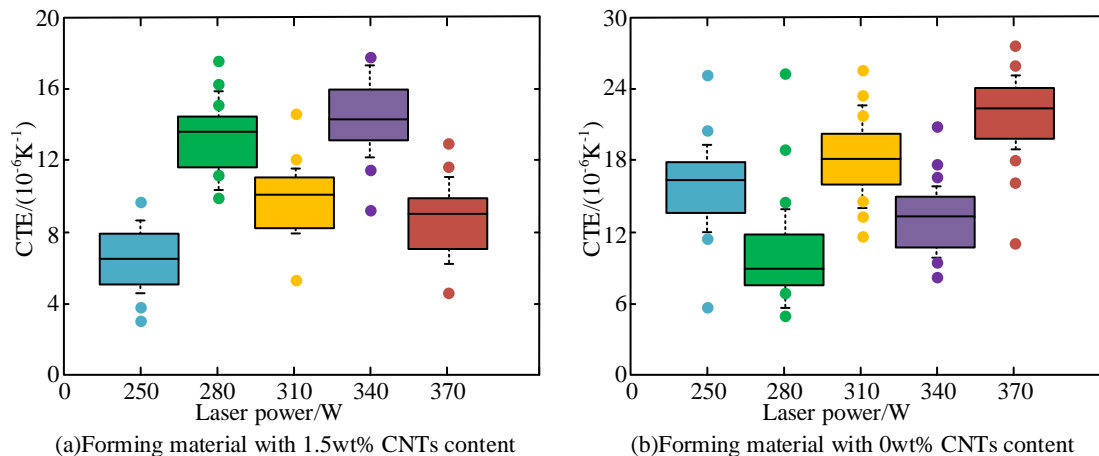 20
16
12
8
4
0
CTE/(10⁻⁶K⁻¹)
250 280 310 340 370
Laser power/W
(a)Forming material with 1.5wt% CNTs content
30
24
18
12
6
0
CTE/(10⁻⁶K⁻¹)
250 280 310 340 370
Laser power/W
(b)Forming material with 0wt% CNTs content